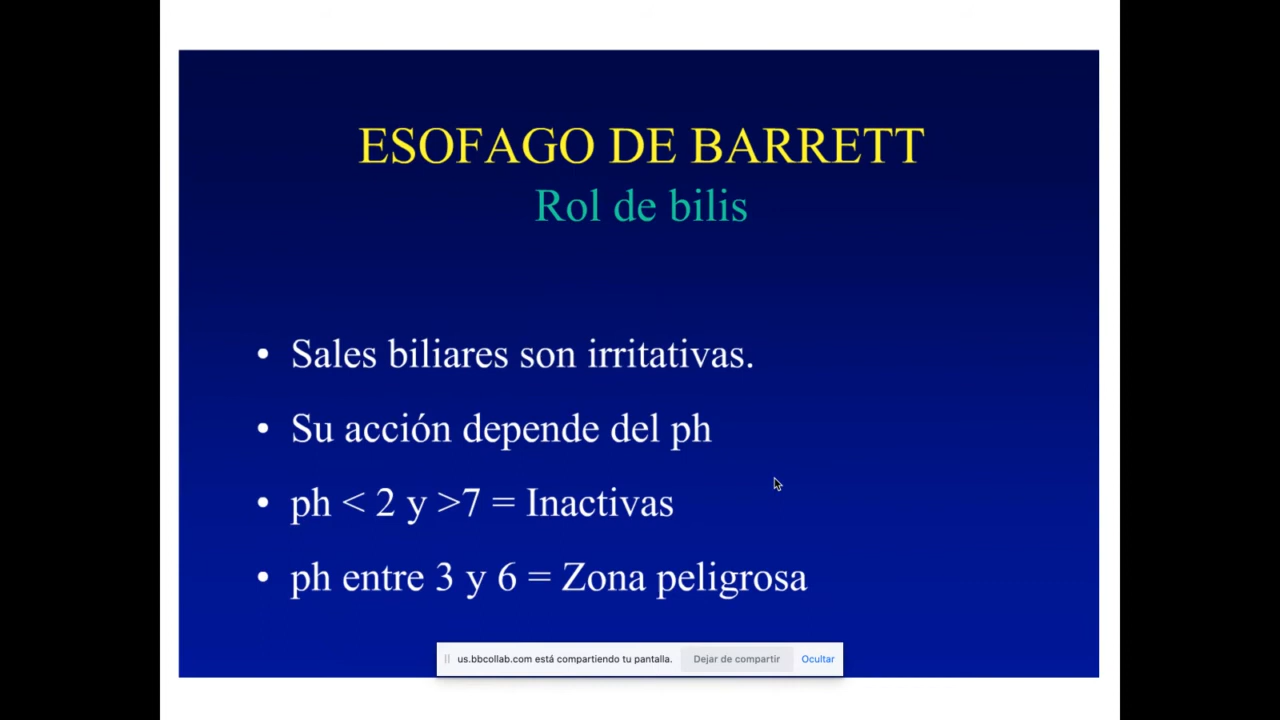 ESOFAGO DE BARRETT
Rol de bilis
• Sales biliares son irritativas.
• Su acción depende del ph
• ph < 2 y >7 = Inactivas
• ph entre 3 y 6 = Zona peligrosa
us.bbcollab.com está compartiendo tu pantalla. Dejar de compartir Ocultar